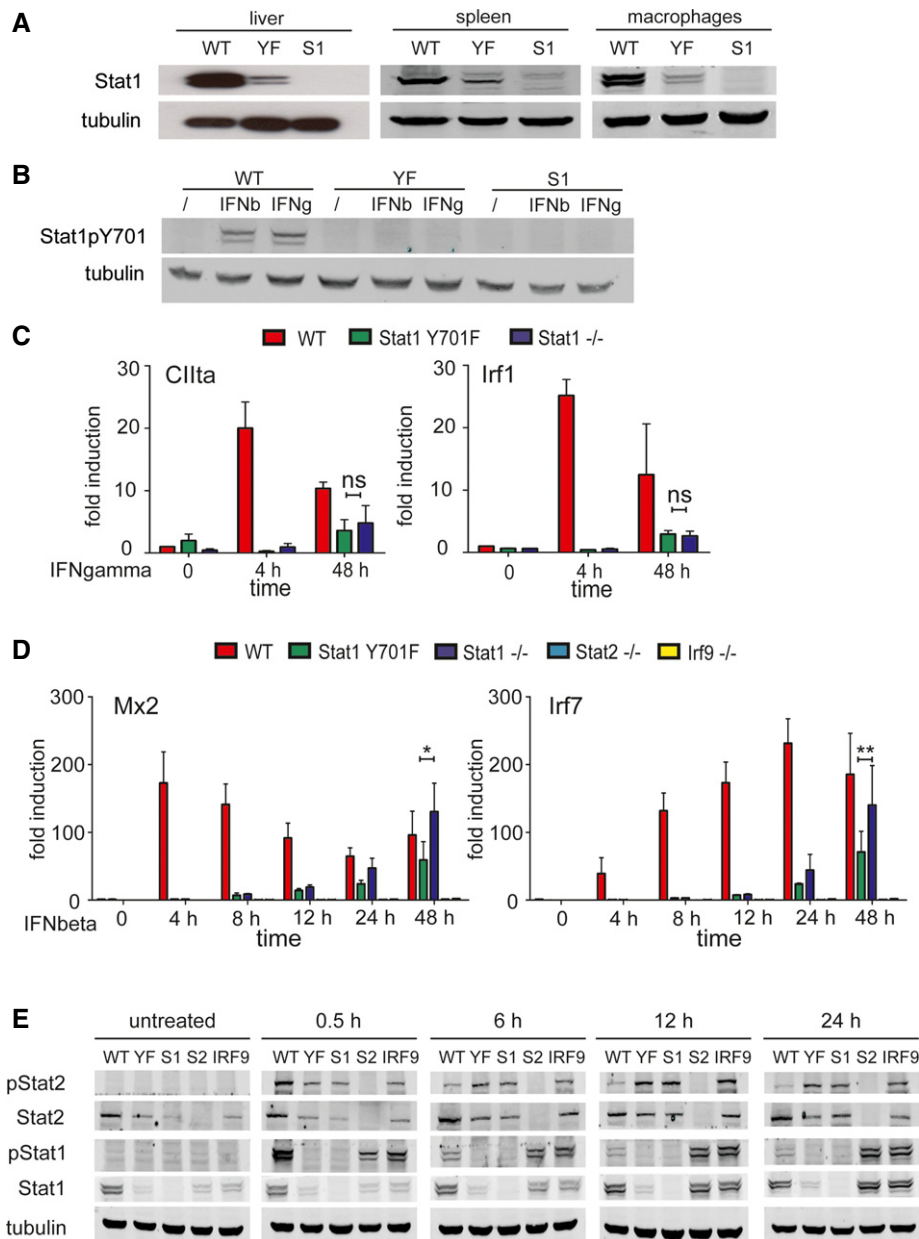 A
liver spleen macrophages
WT YF S1 WT YF S1 WT YF S1
Stat1
tubulin
B
WT YF S1
/ IFNb IFNg / IFNb IFNg / IFNb IFNg
Stat1pY701
tubulin
C
WT Stat1 Y701F Stat1 -/-
CIIta
fold induction
30
20
10
0
ns
IFNgamma 0 4 h 48 h
time
Irf1
fold induction
30
20
10
0
ns
0 4 h 48 h
time
D
WT Stat1 Y701F Stat1 -/- Stat2 -/- Irf9 -/-
Mx2
fold induction
300
200
100
0
*
IFNbeta 0 4 h 8 h 12 h 24 h 48 h
time
Irf7
fold induction
300
200
100
0
**
0 4 h 8 h 12 h 24 h 48 h
time
E
untreated 0.5 h 6 h 12 h 24 h
WT YF S1 S2 IRF9 WT YF S1 S2 IRF9 WT YF S1 S2 IRF9 WT YF S1 S2 IRF9 WT YF S1 S2 IRF9
pStat2
Stat2
pStat1
Stat1
tubulin